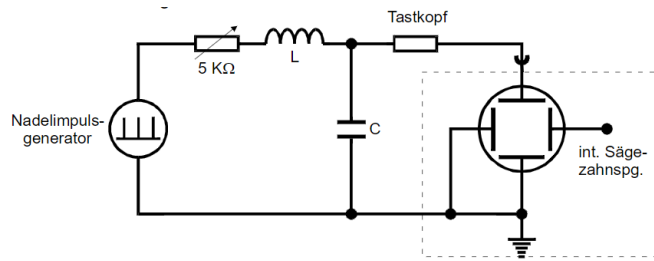 Tastkopf
5 KΩ
L
Nadelimpuls-
generator
C
int. Säge-
zahnspg.